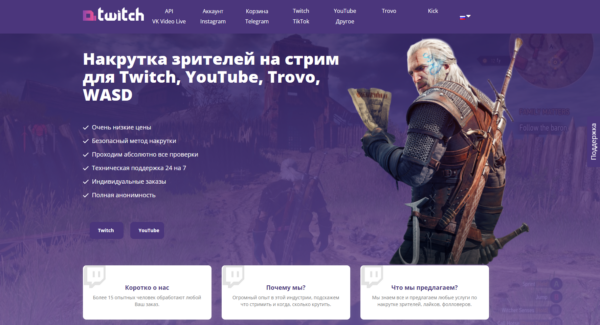 twitch
API
Аккаунт
Корзина
Twitch
YouTube
Trovo
Kick
VK Video Live
Instagram
Telegram
TikTok
Другое
Накрутка зрителей на стрим
для Twitch, YouTube, Trovo,
WASD
Очень низкие цены
Безопасный метод накрутки
Проходим абсолютно все проверки
Техническая поддержка 24 на 7
Индивидуальные заказы
Полная анонимность
Twitch
YouTube
Поддержка
Коротко о нас
Более 15 опытных человек обработают любой
Ваш заказ.
Почему мы?
Огромный опыт в этой индустрии, подскажем
что стримить и когда, сколько крутить.
Что мы предлагаем?
Мы знаем все и предлагаем любые услуги по
накрутке зрителей, лайков, фолловеров.